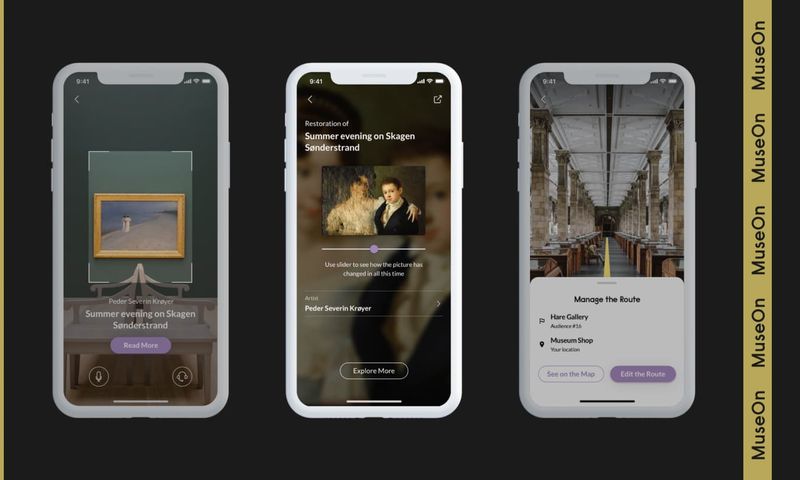 9:41
Peder Severin Krøyer
Summer evening on Skagen
Sønderstrand
Read More
9:41
Restoration of
Summer evening on Skagen
Sønderstrand
Use slider to see how the picture has
changed in all this time
Artist
Peder Severin Krøyer
Explore More
9:41
Manage the Route
Hare Gallery
Audience #16
Museum Shop
Your location
See on the Map
Edit the Route
MuseOn
MuseOn
MuseOn
MuseOn
MuseOn